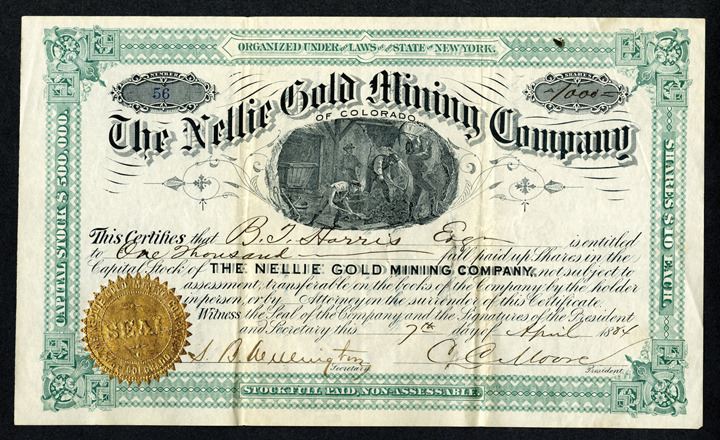 ORGANIZED UNDER THE LAWS OF THE STATE OF NEW YORK.
NUMBER
56
SHARES
1000
The Nellie Gold Mining Company
OF COLORADO
CAPITAL STOCK $500,000.
SHARES $10 EACH.
This Certifies that B. T. Harris Esq is entitled
to One Thousand full paid up Shares in the
Capital Stock of THE NELLIE GOLD MINING COMPANY, not subject to
assessment, transferable on the books of the Company by the holder
in person, or by Attorney on the surrender of this Certificate.
Witness the Seal of the Company and the Signatures of the President
and Secretary this 7th day of April 1884
SEAL
S. B. Wellington
Secretary
C. C. Moore
President.
STOCK FULL PAID, NON-ASSESSABLE.